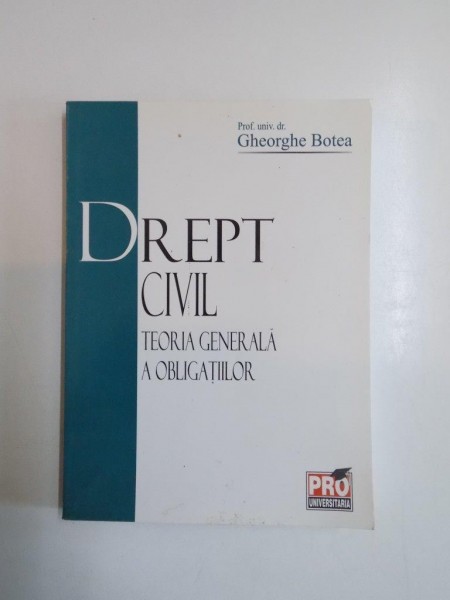 Prof. univ. dr.
Gheorghe Botea
DREPT
CIVIL
TEORIA GENERALĂ
A OBLIGAȚIILOR
PRO
UNIVERSITARIA